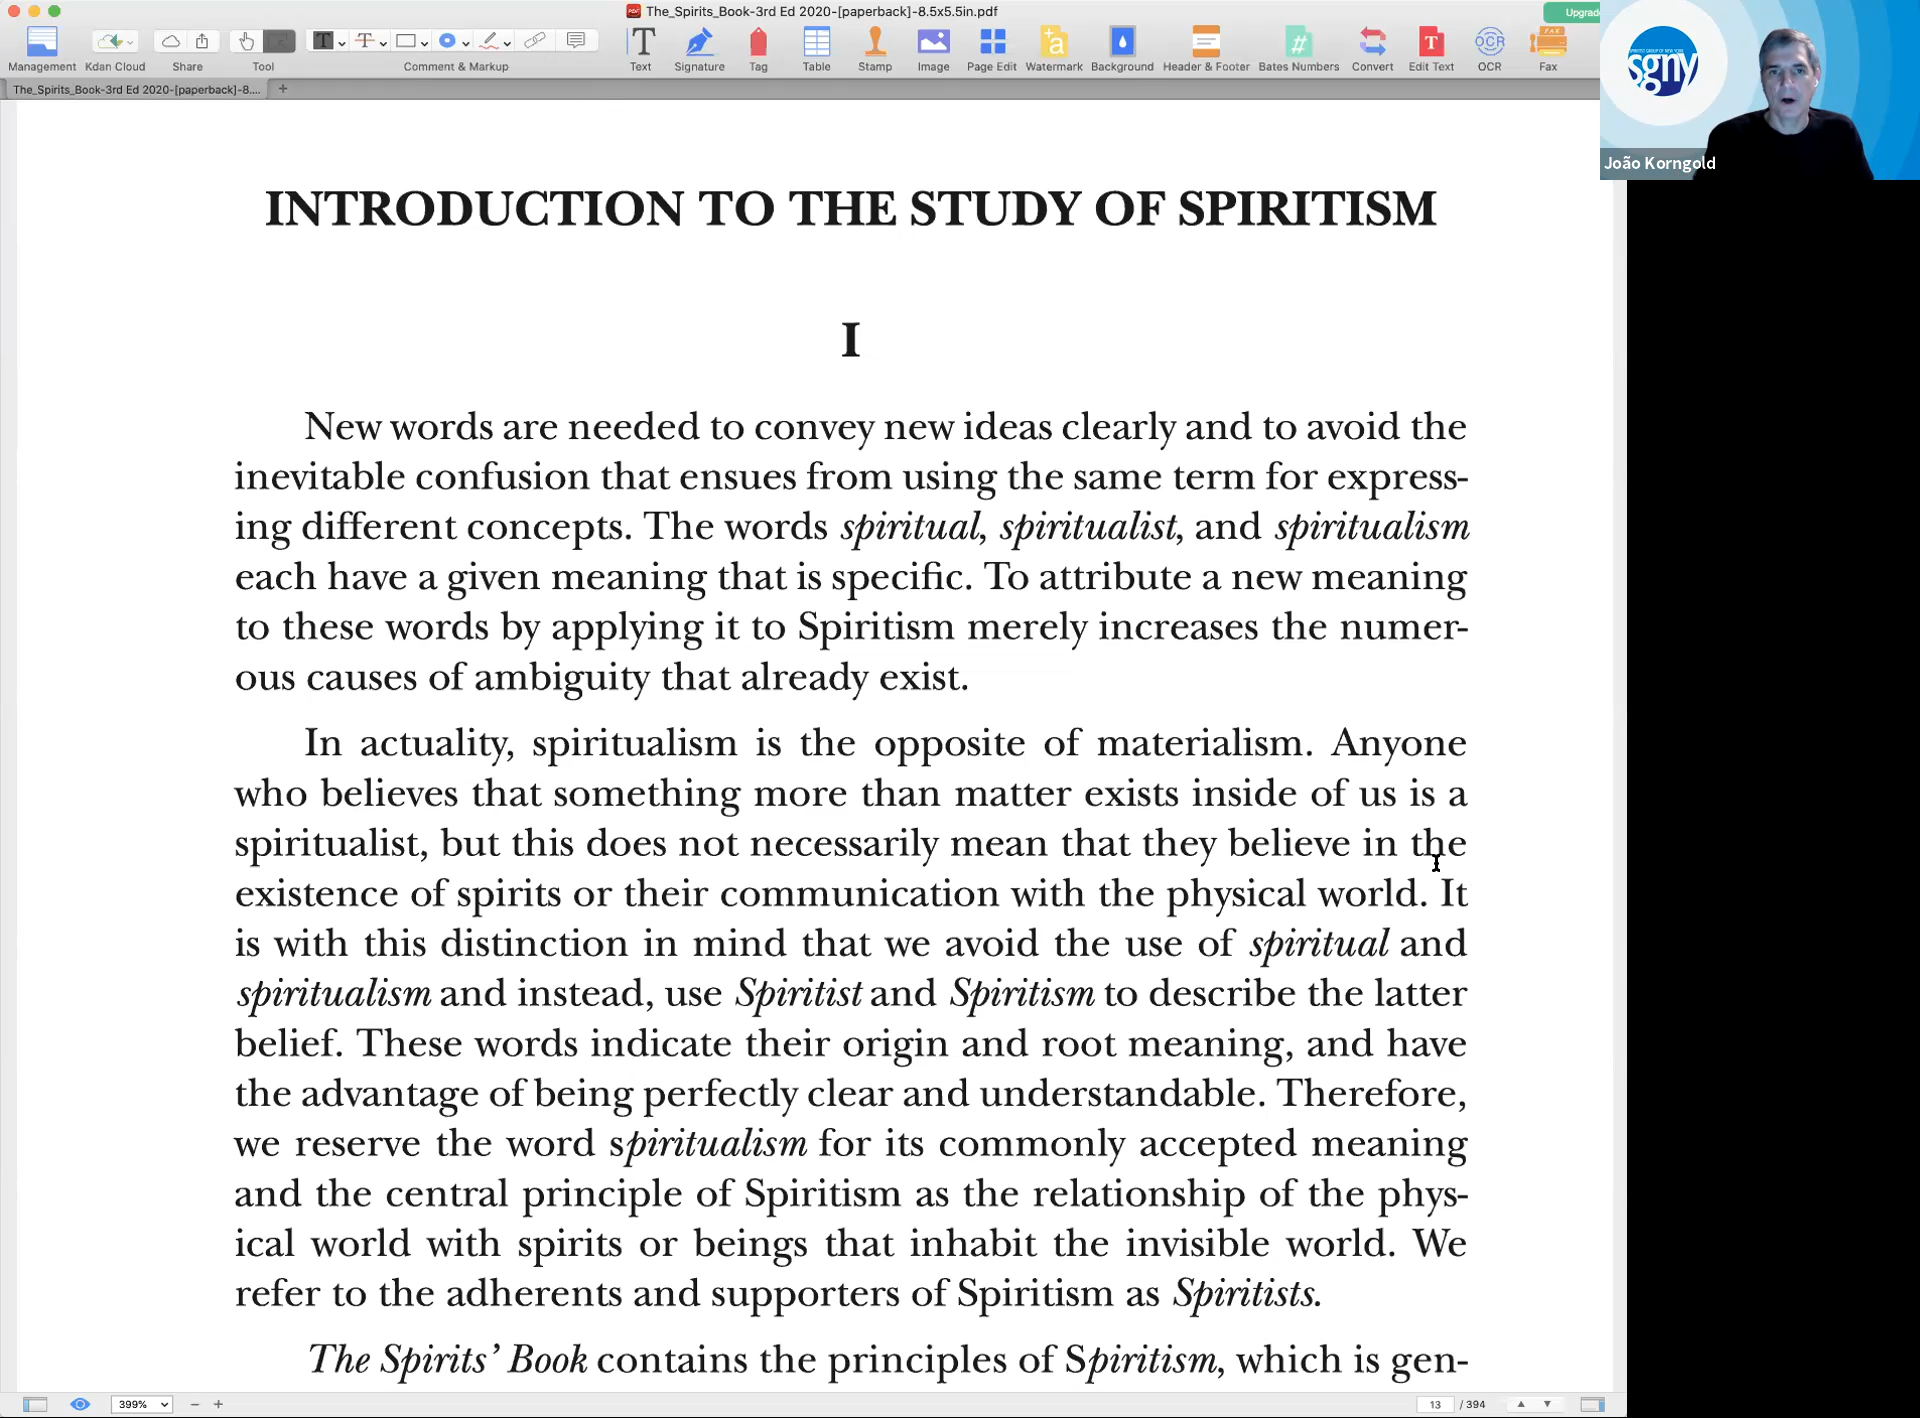 The_Spirits_Book-3rd Ed 2020-[paperback]-8.5x5.5in.pdf
Upgrade
Management Kdan Cloud Share Tool Comment & Markup Text Signature Tag Table Stamp Image Page Edit Watermark Background Header & Footer Bates Numbers Convert Edit Text OCR Fax
The_Spirits_Book-3rd Ed 2020-[paperback]-8....
SPIRITIST GROUP OF NEW YORK
sgny
João Korngold
INTRODUCTION TO THE STUDY OF SPIRITISM
I
New words are needed to convey new ideas clearly and to avoid the
inevitable confusion that ensues from using the same term for express-
ing different concepts. The words spiritual, spiritualist, and spiritualism
each have a given meaning that is specific. To attribute a new meaning
to these words by applying it to Spiritism merely increases the numer-
ous causes of ambiguity that already exist.
In actuality, spiritualism is the opposite of materialism. Anyone
who believes that something more than matter exists inside of us is a
spiritualist, but this does not necessarily mean that they believe in the
existence of spirits or their communication with the physical world. It
is with this distinction in mind that we avoid the use of spiritual and
spiritualism and instead, use Spiritist and Spiritism to describe the latter
belief. These words indicate their origin and root meaning, and have
the advantage of being perfectly clear and understandable. Therefore,
we reserve the word spiritualism for its commonly accepted meaning
and the central principle of Spiritism as the relationship of the phys-
ical world with spirits or beings that inhabit the invisible world. We
refer to the adherents and supporters of Spiritism as Spiritists.
The Spirits’ Book contains the principles of Spiritism, which is gen-
399%
13 / 394